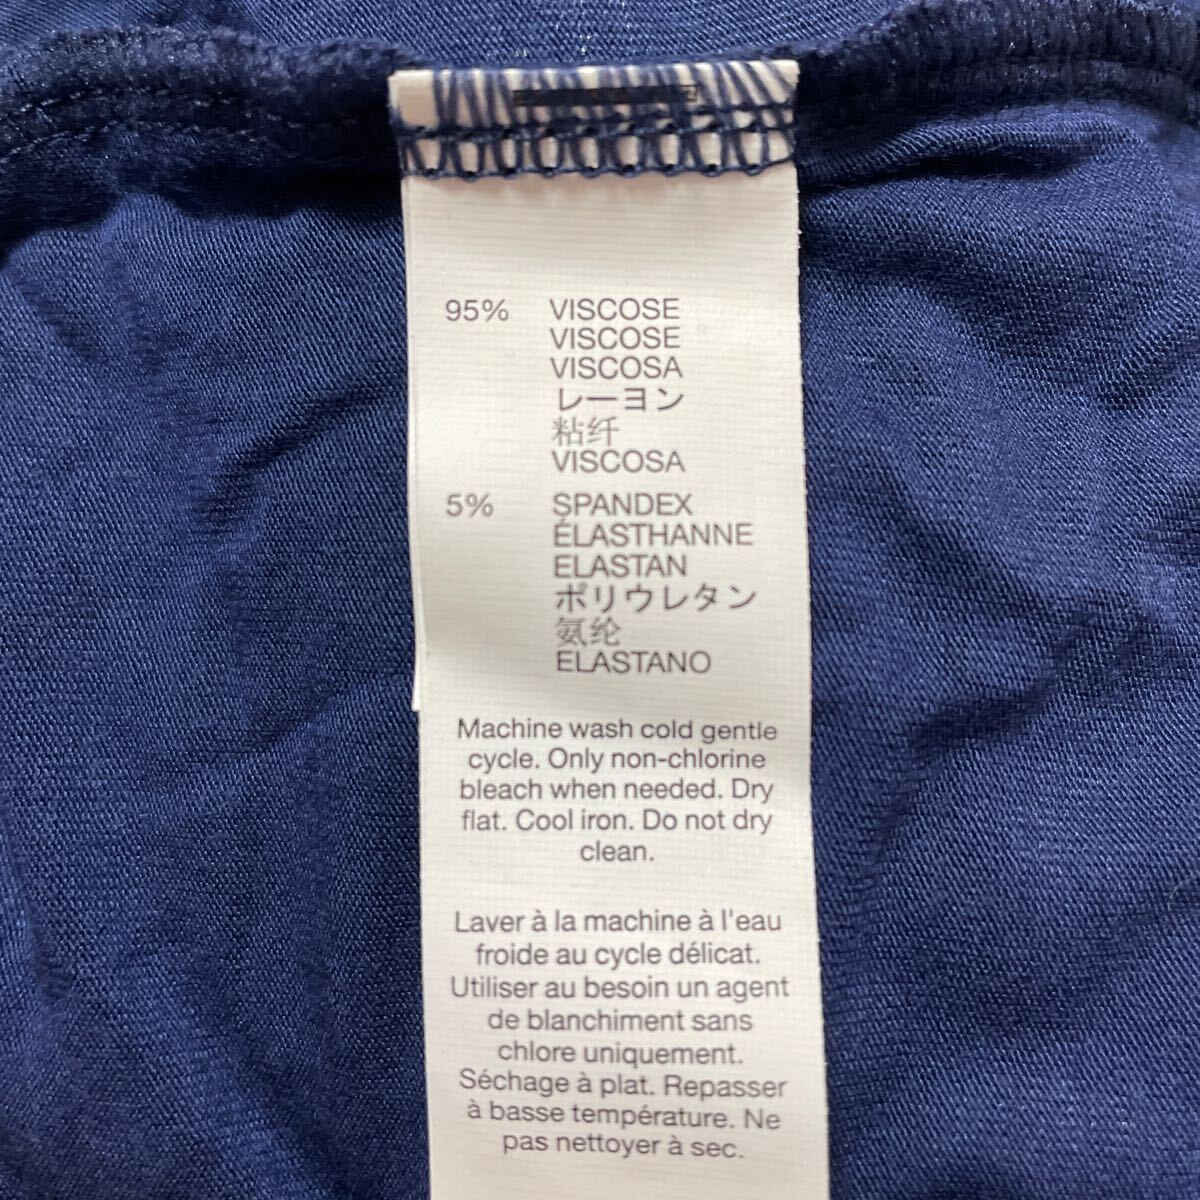 95% VISCOSE
VISCOSE
VISCOSA
レーヨン
粘纤
VISCOSA
5% SPANDEX
ÉLASTHANNE
ELASTAN
ポリウレタン
氨纶
ELASTANO
Machine wash cold gentle
cycle. Only non-chlorine
bleach when needed. Dry
flat. Cool iron. Do not dry
clean.
Laver à la machine à l'eau
froide au cycle délicat.
Utiliser au besoin un agent
de blanchiment sans
chlore uniquement.
Séchage à plat. Repasser
à basse température. Ne
pas nettoyer à sec.